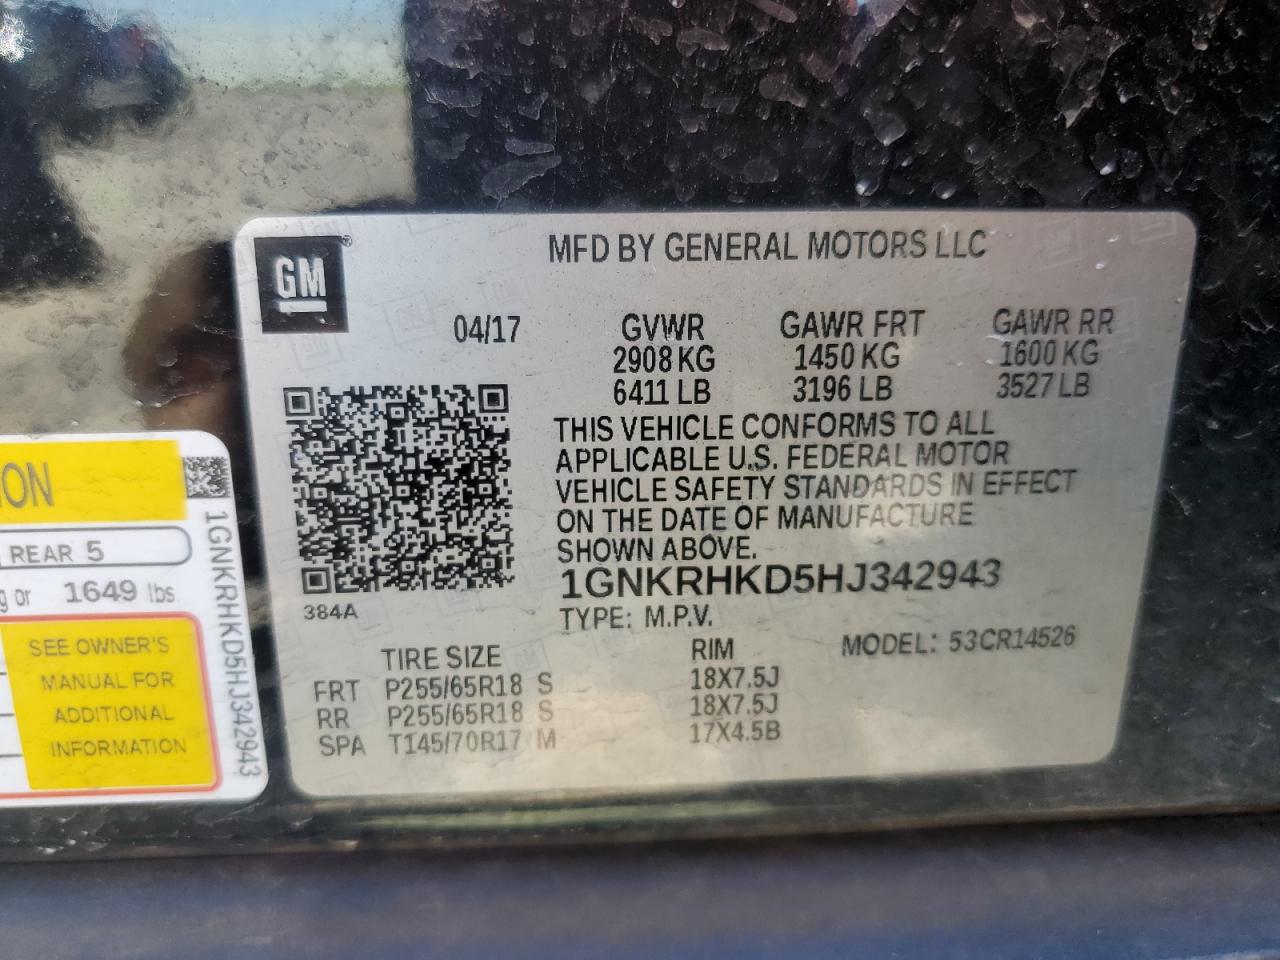 GM
®
MFD BY GENERAL MOTORS LLC
04/17
GVWR GAWR FRT GAWR RR
2908 KG 1450 KG 1600 KG
6411 LB 3196 LB 3527 LB
THIS VEHICLE CONFORMS TO ALL
APPLICABLE U.S. FEDERAL MOTOR
VEHICLE SAFETY STANDARDS IN EFFECT
ON THE DATE OF MANUFACTURE
SHOWN ABOVE.
1GNKRHKD5HJ342943
384A
TYPE: M.P.V.
MODEL: 53CR14526
TIRE SIZE RIM
FRT P255/65R18 S 18X7.5J
RR P255/65R18 S 18X7.5J
SPA T145/70R17 M 17X4.5B
ION
REAR 5
g or 1649 lbs.
SEE OWNER'S
MANUAL FOR
ADDITIONAL
INFORMATION
1GNKRHKD5HJ342943